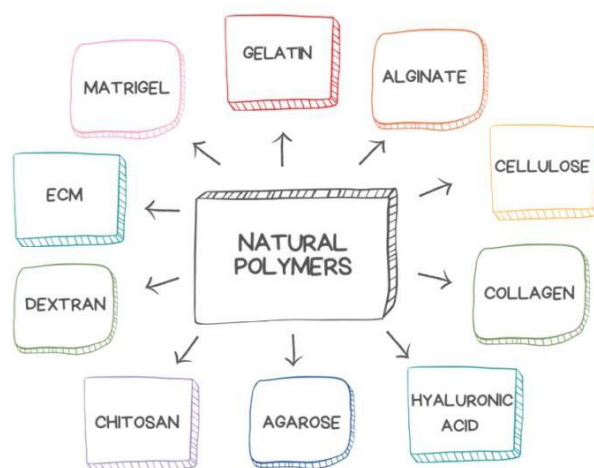 GELATIN
MATRIGEL
ALGINATE
ECM
CELLULOSE
NATURAL
POLYMERS
DEXTRAN
COLLAGEN
CHITOSAN
AGAROSE
HYALURONIC
ACID